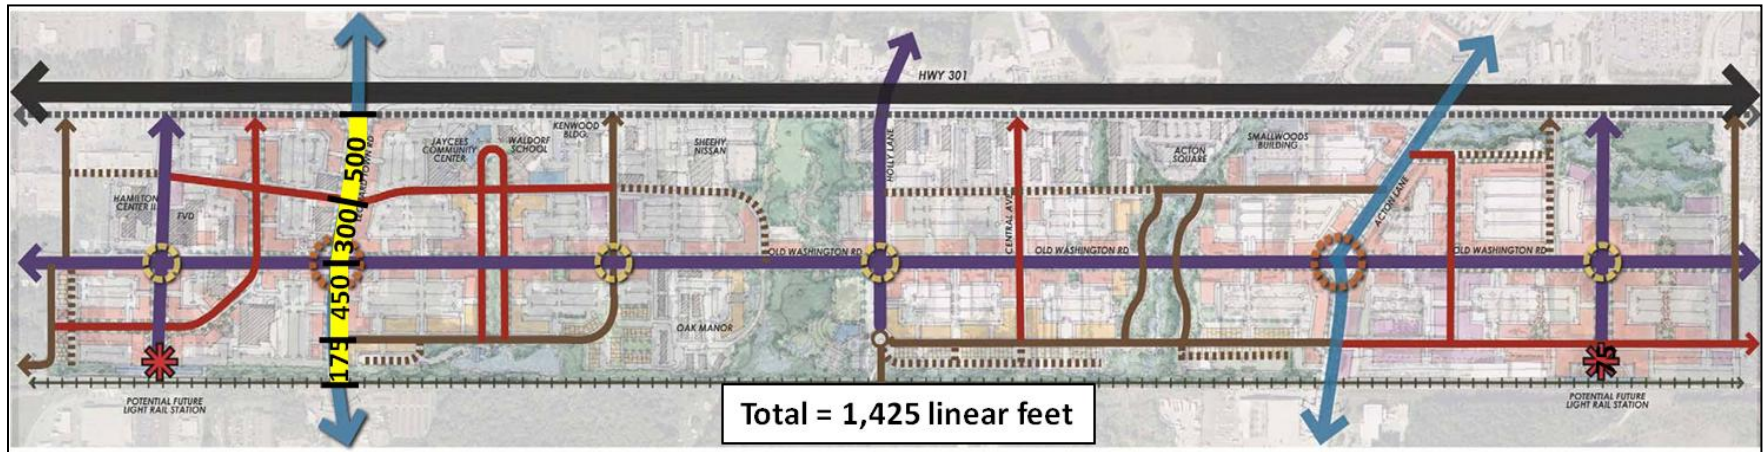 HWY 301
500
LEONARDTOWN RD
JAYCEES
COMMUNITY
CENTER
WALDORF
SCHOOL
KENWOOD
BLDG.
SHEEHY
NISSAN
HOLLY LANE
ACTON
SQUARE
SMALLWOODS
BUILDING
HAMILTON
CENTER II
FVD
300
CENTRAL AVE
ACTON LANE
OLD WASHINGTON RD
OLD WASHINGTON RD
OLD WASHINGTON RD
450
OAK MANOR
175
POTENTIAL FUTURE
LIGHT RAIL STATION
Total = 1,425 linear feet
POTENTIAL FUTURE
LIGHT RAIL STATION